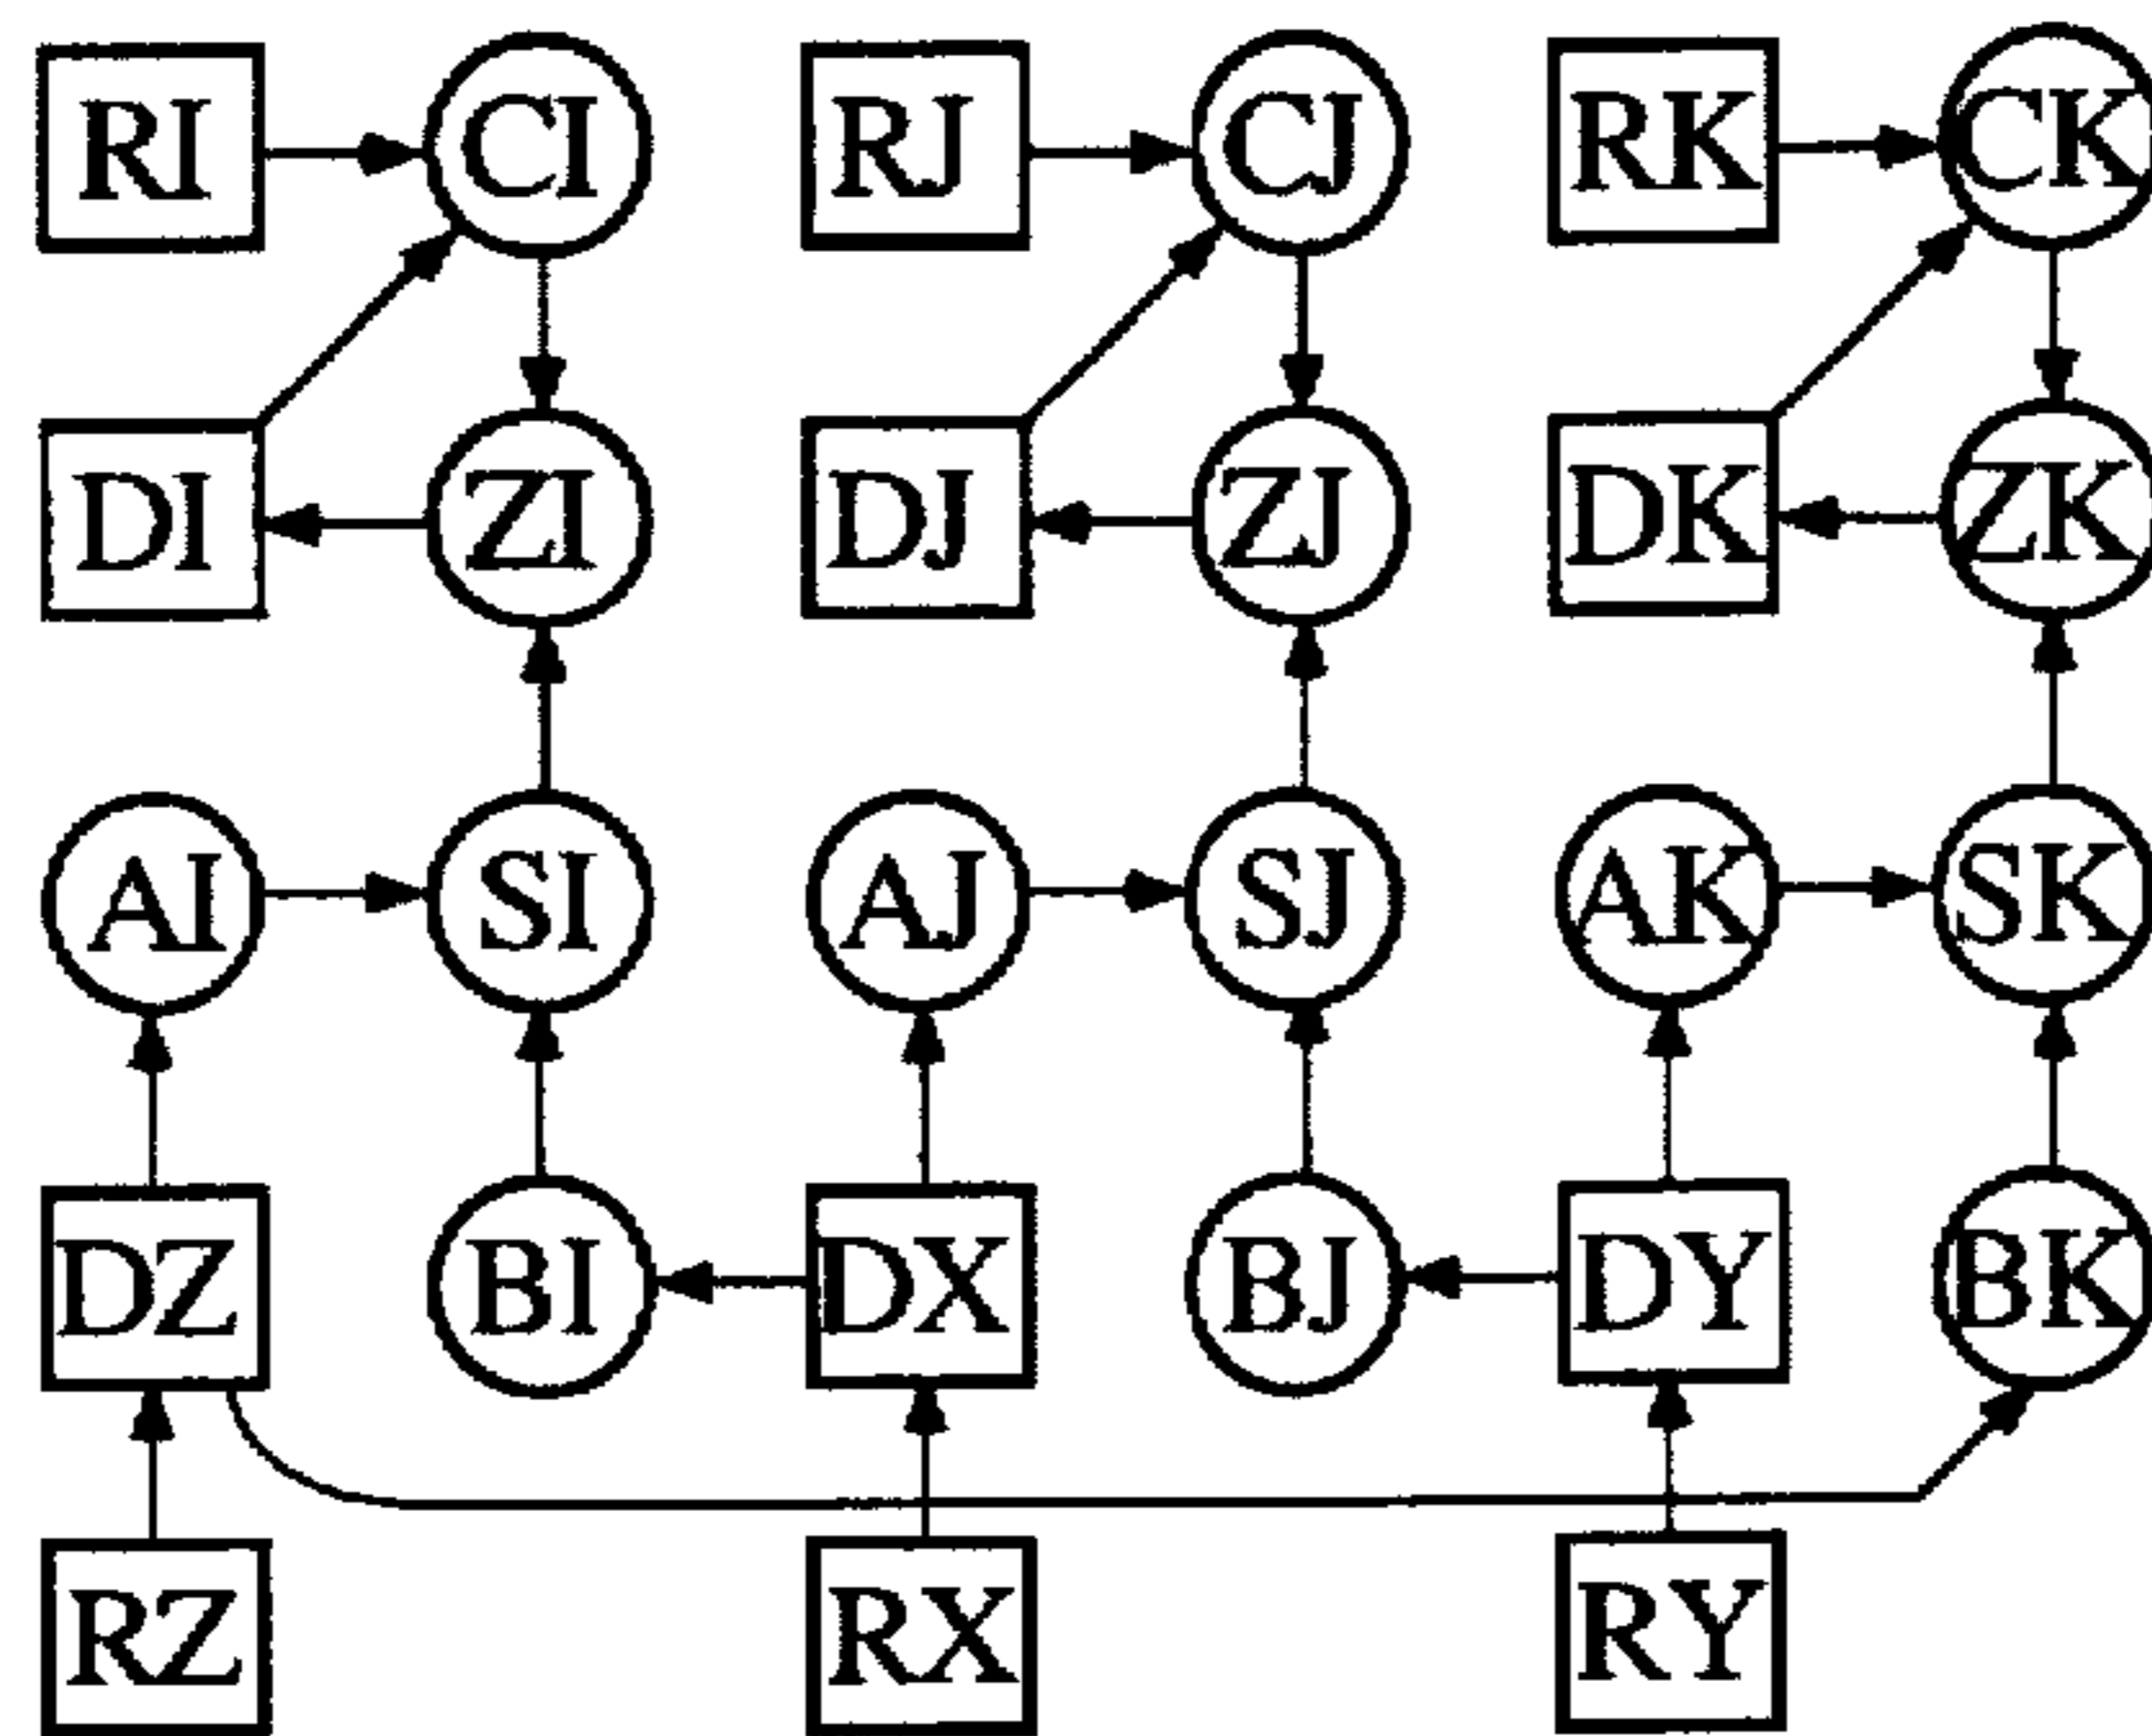 RI CI RJ CJ RK CK
DI ZI DJ ZJ DK ZK
AI SI AJ SJ AK SK
DZ BI DX BJ DY BK
RZ RX RY